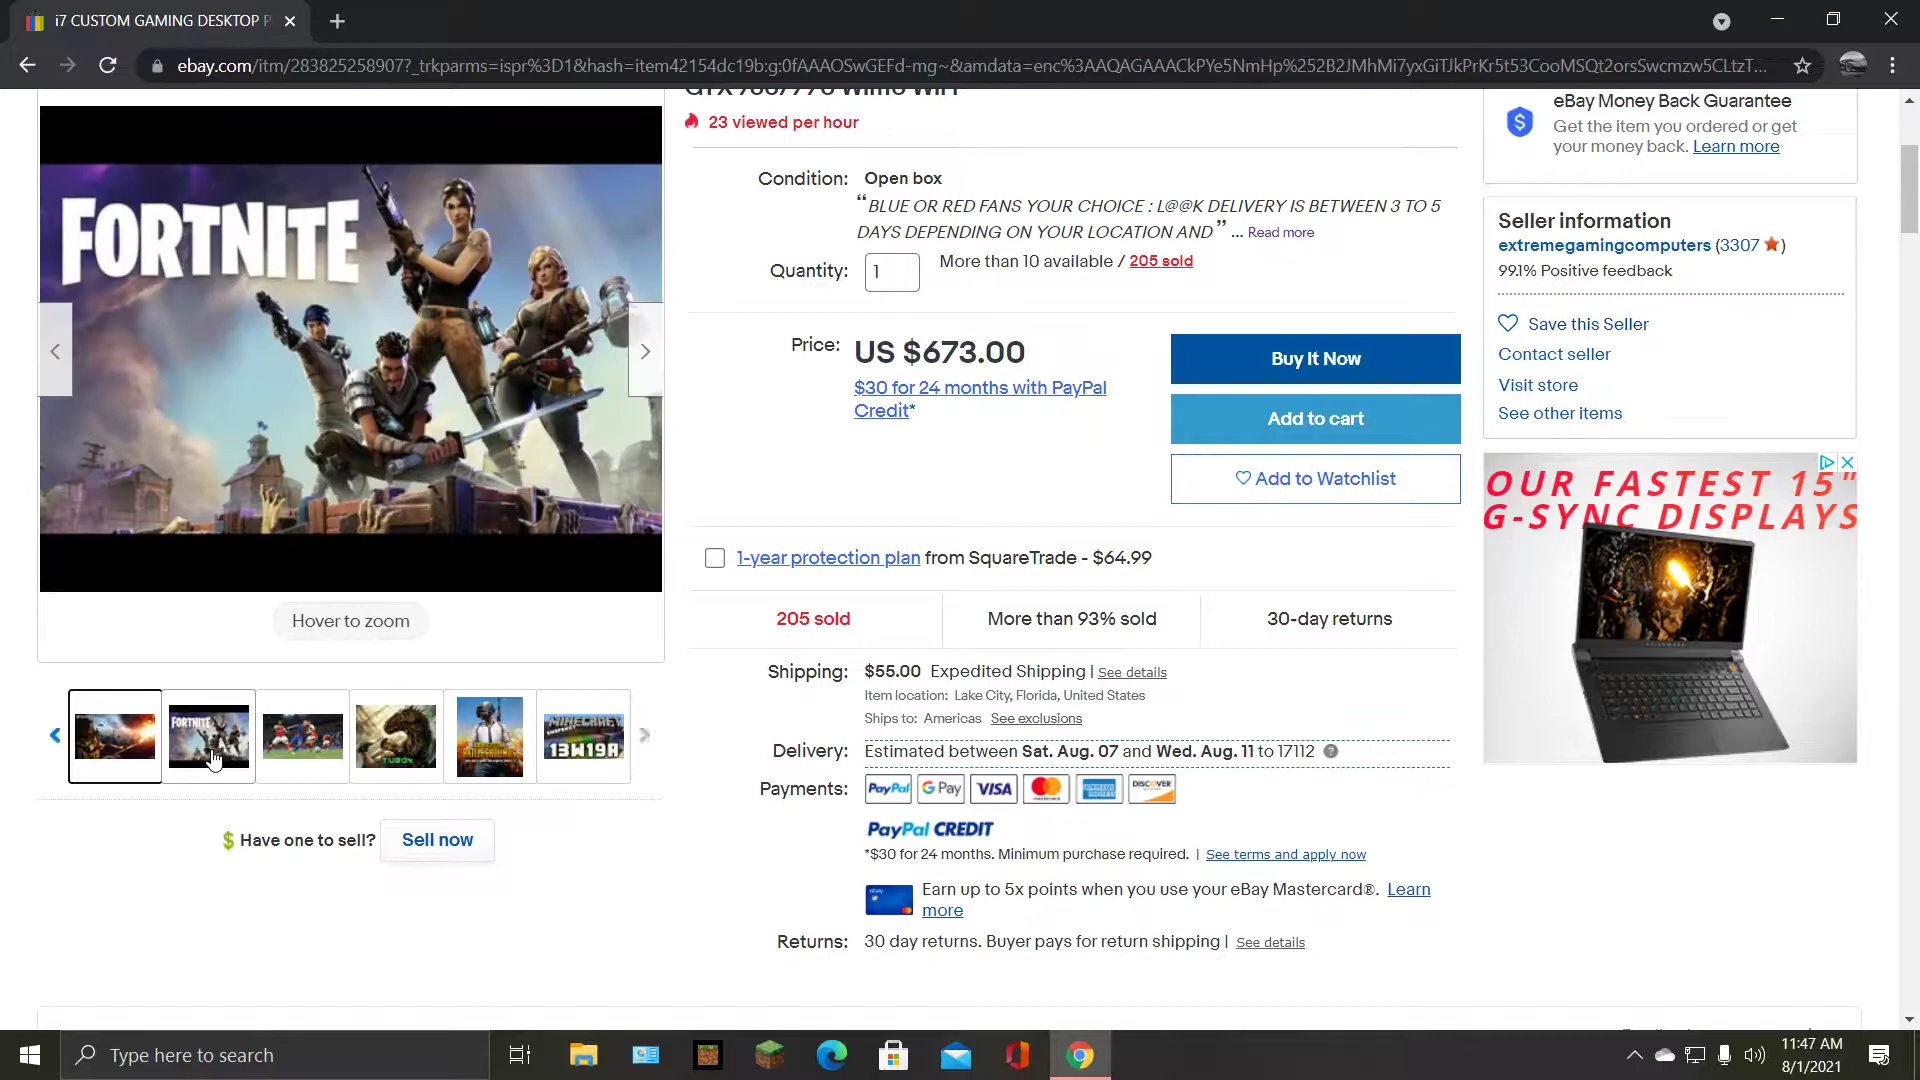 i7 CUSTOM GAMING DESKTOP P
ebay.com/itm/283825258907?_trkparms=ispr%3D1&hash=item42154dc19b:g:0fAAAOSwGEFd-mg~&amdata=enc%3AAQAGAAACkPYe5NmHp%252B2JMhMi7yxGiTJkPrKr5t53CooMSQt2orsSwcmzw5CLtzT...
23 viewed per hour
Condition: Open box
“BLUE OR RED FANS YOUR CHOICE : L@@K DELIVERY IS BETWEEN 3 TO 5
DAYS DEPENDING ON YOUR LOCATION AND ” ... Read more
Quantity: 1 More than 10 available / 205 sold
Price: US $673.00
$30 for 24 months with PayPal
Credit*
Buy It Now
Add to cart
Add to Watchlist
1-year protection plan from SquareTrade - $64.99
205 sold More than 93% sold 30-day returns
Shipping: $55.00 Expedited Shipping | See details
Item location: Lake City, Florida, United States
Ships to: Americas See exclusions
Delivery: Estimated between Sat. Aug. 07 and Wed. Aug. 11 to 17112 ?
Payments: PayPal G Pay VISA MasterCard AMERICAN EXPRESS DISCOVER
PayPal CREDIT
*$30 for 24 months. Minimum purchase required. | See terms and apply now
Earn up to 5x points when you use your eBay Mastercard®. Learn
more
Returns: 30 day returns. Buyer pays for return shipping | See details
FORTNITE
Hover to zoom
FORTNITE
MINECRAFT
13W19A
Have one to sell? Sell now
eBay Money Back Guarantee
Get the item you ordered or get
your money back. Learn more
Seller information
extremegamingcomputers (3307 )
99.1% Positive feedback
Save this Seller
Contact seller
Visit store
See other items
OUR FASTEST 15"
G-SYNC DISPLAYS
Type here to search
11:47 AM
8/1/2021